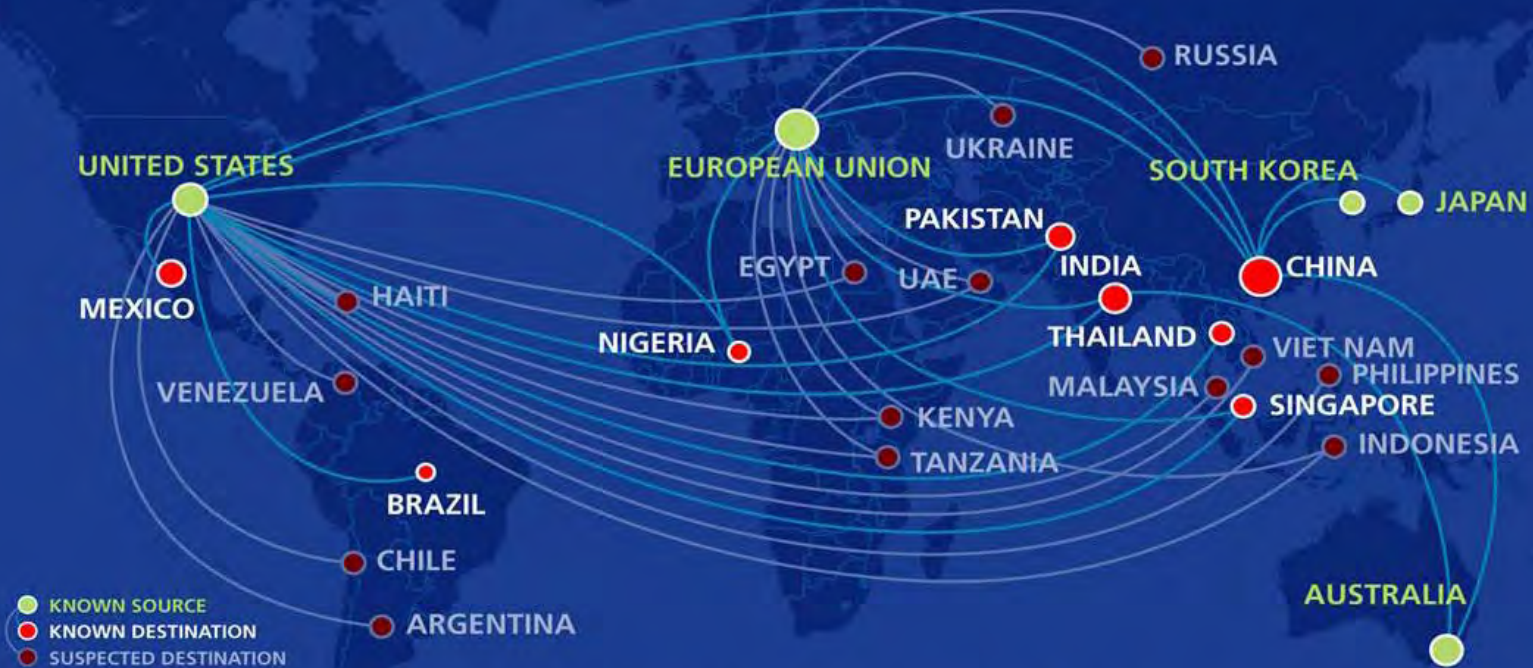 RUSSIA
UKRAINE
UNITED STATES
EUROPEAN UNION
SOUTH KOREA
JAPAN
PAKISTAN
EGYPT
UAE
INDIA
CHINA
MEXICO
HAITI
NIGERIA
THAILAND
VIET NAM
VENEZUELA
MALAYSIA
PHILIPPINES
KENYA
SINGAPORE
TANZANIA
INDONESIA
BRAZIL
CHILE
AUSTRALIA
ARGENTINA
KNOWN SOURCE
KNOWN DESTINATION
SUSPECTED DESTINATION